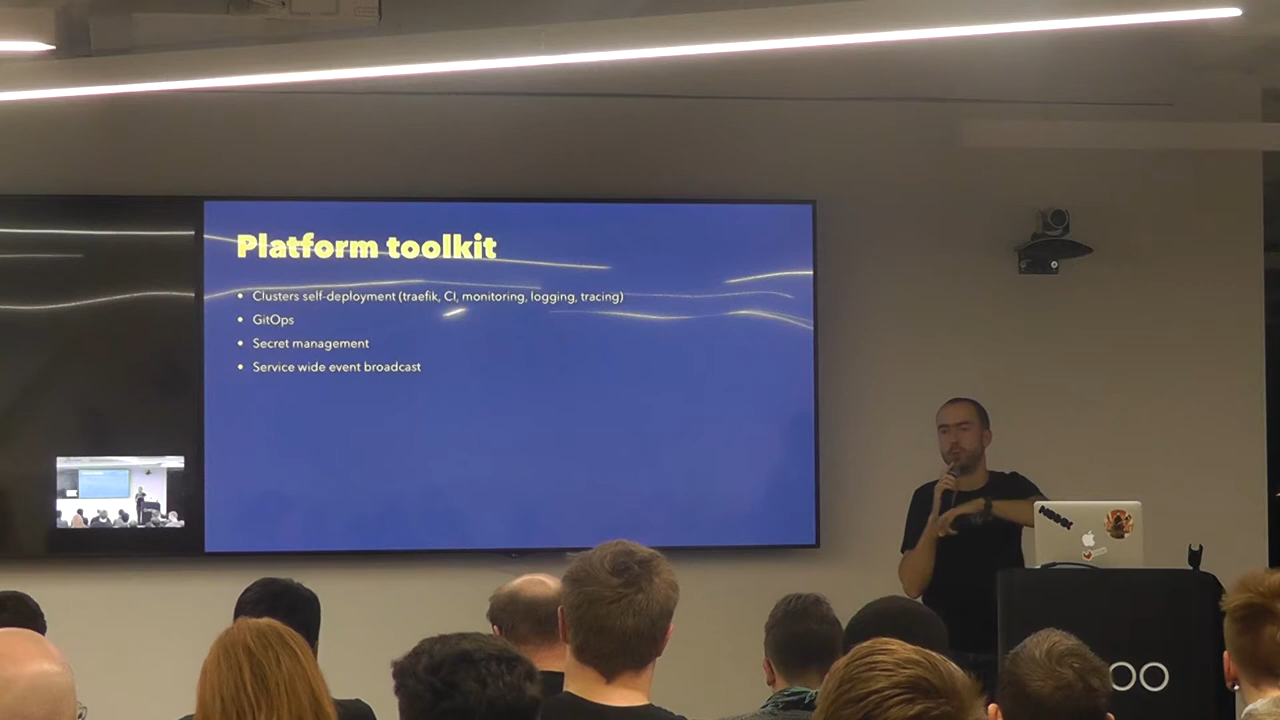 Platform toolkit
• Clusters self-deployment (traefik, CI, monitoring, logging, tracing)
• GitOps
• Secret management
• Service wide event broadcast